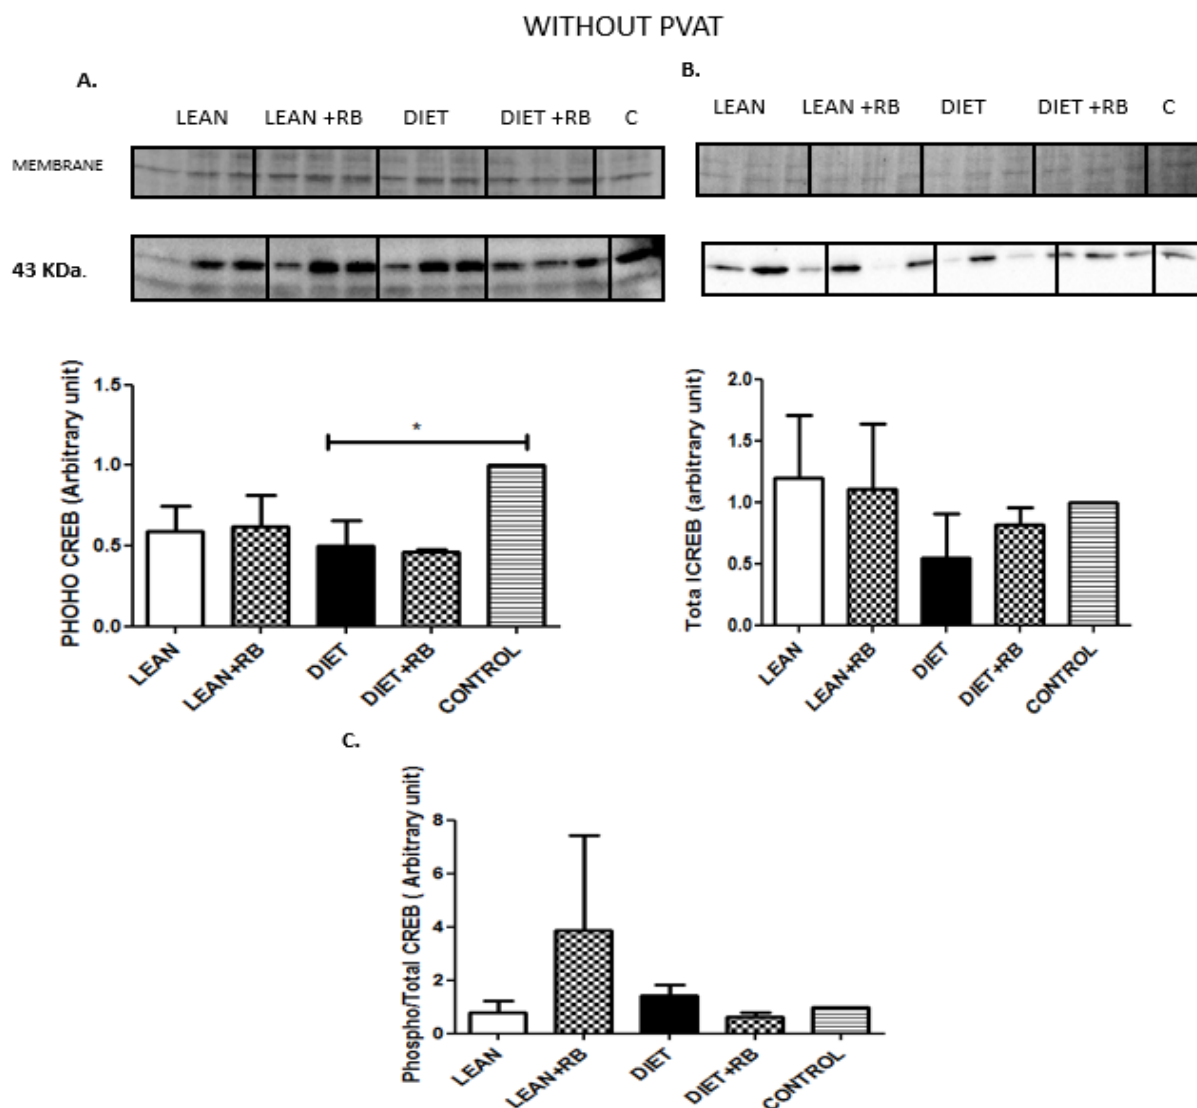 WITHOUT PVAT
A.
LEAN LEAN +RB DIET DIET +RB C
MEMBRANE
43 KDa.
PHOHO CREB (Arbitrary unit)
1.5
1.0
0.5
0.0
*
LEAN
LEAN+RB
DIET
DIET+RB
CONTROL
B.
LEAN LEAN +RB DIET DIET +RB C
Tota lCREB (arbitrary unit)
2.0
1.5
1.0
0.5
0.0
LEAN
LEAN+RB
DIET
DIET+RB
CONTROL
C.
Phospho/Total CREB ( Arbitrary unit)
8
6
4
2
0
LEAN
LEAN+RB
DIET
DIET+RB
CONTROL